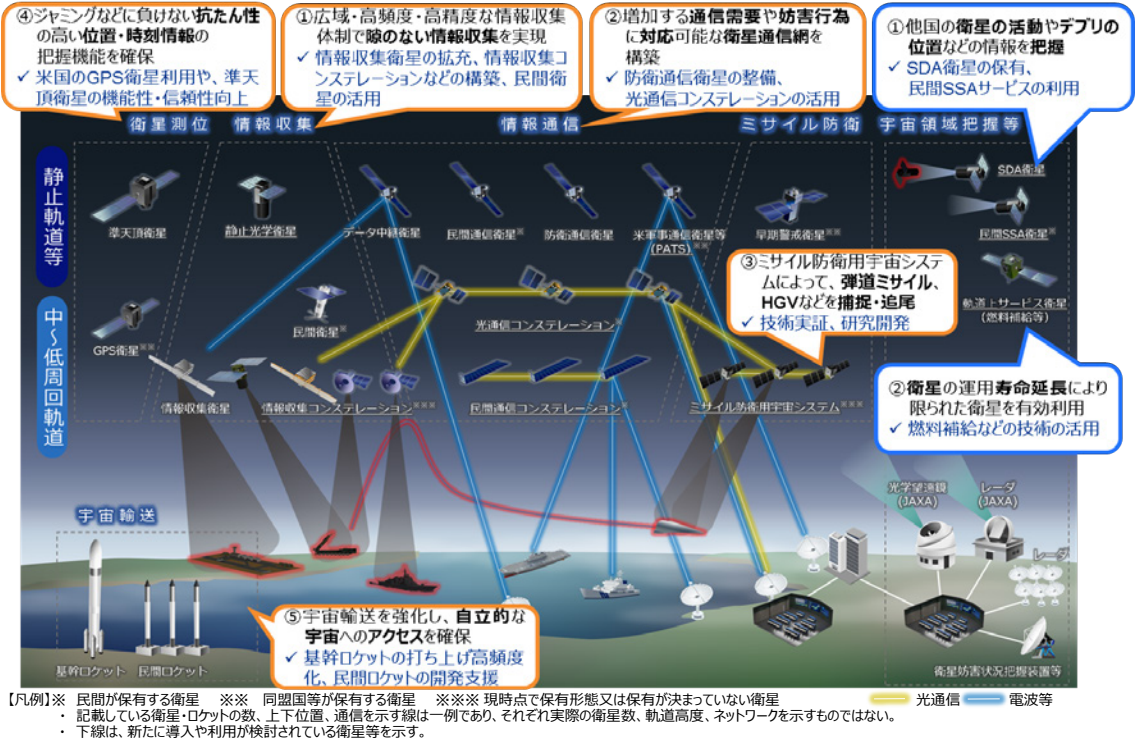 ④ジャミングなどに負けない抗たん性
の高い位置・時刻情報の
把握機能を確保
✓ 米国のGPS衛星利用や、準天
頂衛星の機能性・信頼性向上
①広域・高頻度・高精度な情報収集
体制で隙のない情報収集を実現
✓ 情報収集衛星の拡充、情報収集コ
ンステレーションなどの構築、民間衛
星の活用
②増加する通信需要や妨害行為
に対応可能な衛星通信網を
構築
✓ 防衛通信衛星の整備、
光通信コンステレーションの活用
①他国の衛星の活動やデブリの
位置などの情報を把握
✓ SDA衛星の保有、
民間SSAサービスの利用
衛星測位
情報収集
情報通信
ミサイル防衛
宇宙領域把握等
静止軌道等
準天頂衛星
静止光学衛星
データ中継衛星
民間通信衛星※
防衛通信衛星
米軍事通信衛星等
(PATS)※※
早期警戒衛星※※
SDA衛星
民間SSA衛星※
軌道上サービス衛星
(燃料補給等)
③ミサイル防衛用宇宙システ
ムによって、弾道ミサイル、
HGVなどを捕捉・追尾
✓ 技術実証、研究開発
中～低周回軌道
GPS衛星※※
民間衛星※
光通信コンステレーション※
情報収集衛星
情報収集コンステレーション※※※
民間通信コンステレーション※
ミサイル防衛用宇宙システム※※※
②衛星の運用寿命延長により
限られた衛星を有効利用
✓ 燃料補給などの技術の活用
光学望遠鏡
(JAXA)
レーダ
(JAXA)
レーダ
宇宙輸送
基幹ロケット
民間ロケット
⑤宇宙輸送を強化し、自立的な
宇宙へのアクセスを確保
✓ 基幹ロケットの打ち上げ高頻度
化、民間ロケットの開発支援
衛星妨害状況把握装置等
【凡例】※ 民間が保有する衛星 ※※ 同盟国等が保有する衛星 ※※※ 現時点で保有形態又は保有が決まっていない衛星 光通信 電波等
・ 記載している衛星・ロケットの数、上下位置、通信を示す線は一例であり、それぞれ実際の衛星数、軌道高度、ネットワークを示すものではない。
・ 下線は、新たに導入や利用が検討されている衛星等を示す。